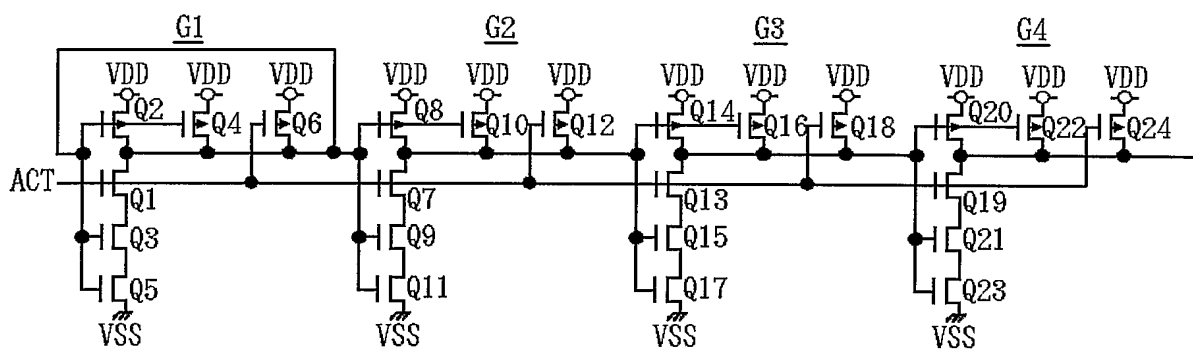 G1 G2 G3 G4
VDD VDD VDD VDD VDD VDD VDD VDD VDD VDD VDD VDD
Q2 Q4 Q6 Q8 Q10 Q12 Q14 Q16 Q18 Q20 Q22 Q24
ACT
Q1 Q7 Q13 Q19
Q3 Q9 Q15 Q21
Q5 Q11 Q17 Q23
VSS VSS VSS VSS